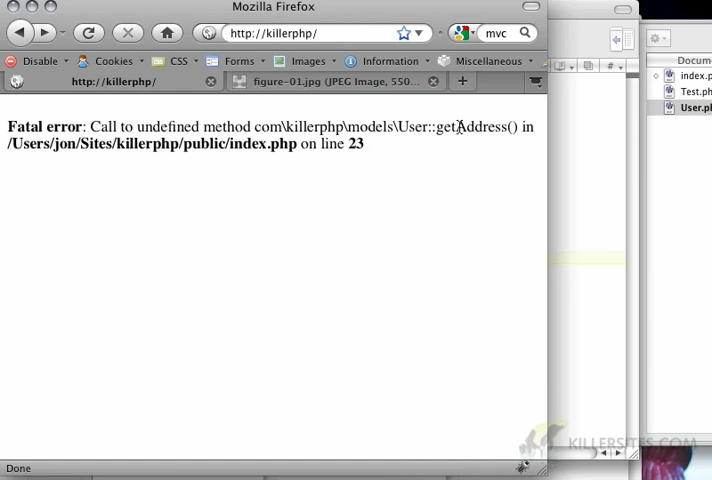 Mozilla Firefox
http://killerphp/
mvc
Disable
Cookies
CSS
Forms
Images
Information
Miscellaneous
http://killerphp/
figure-01.jpg (JPEG Image, 550...
Fatal error: Call to undefined method com\killerphp\models\User::getAddress() in
/Users/jon/Sites/killerphp/public/index.php on line 23
Done
#
Docum
index.p
Test.ph
User.p
KILLERSITES.COM